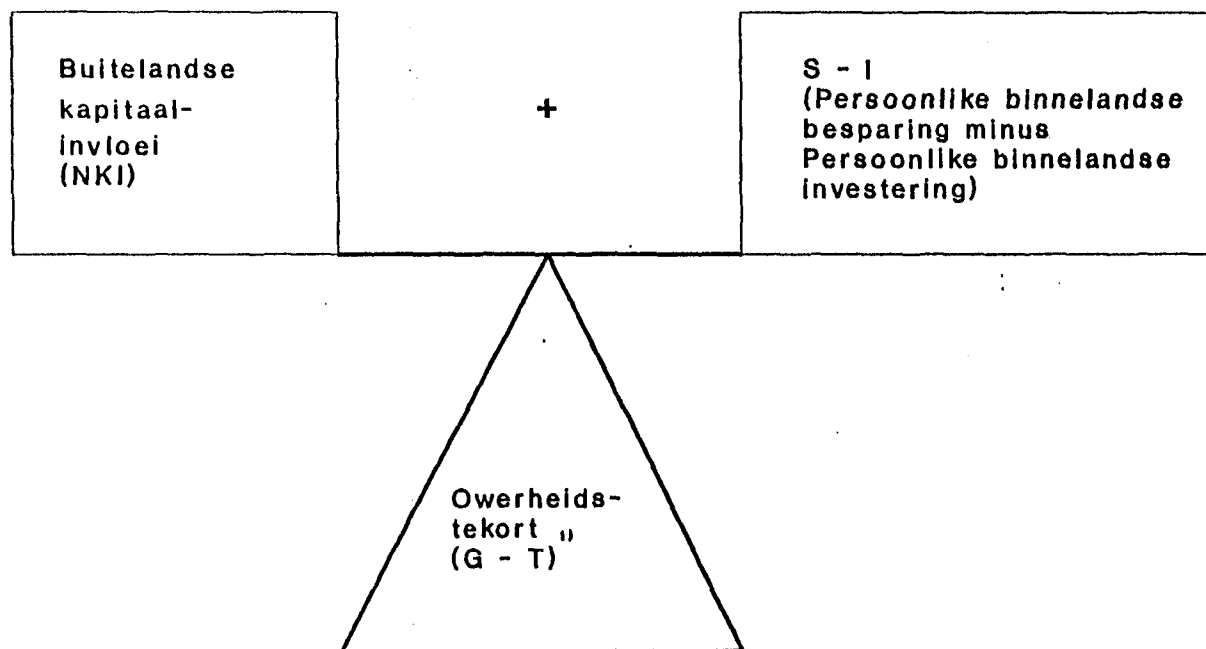 Buitelandse
kapitaal-
invloei
(NKI)
+
S - I
(Persoonlike binnelandse
besparing minus
Persoonlike binnelandse
investering)
Owerheids-
tekort
(G - T)